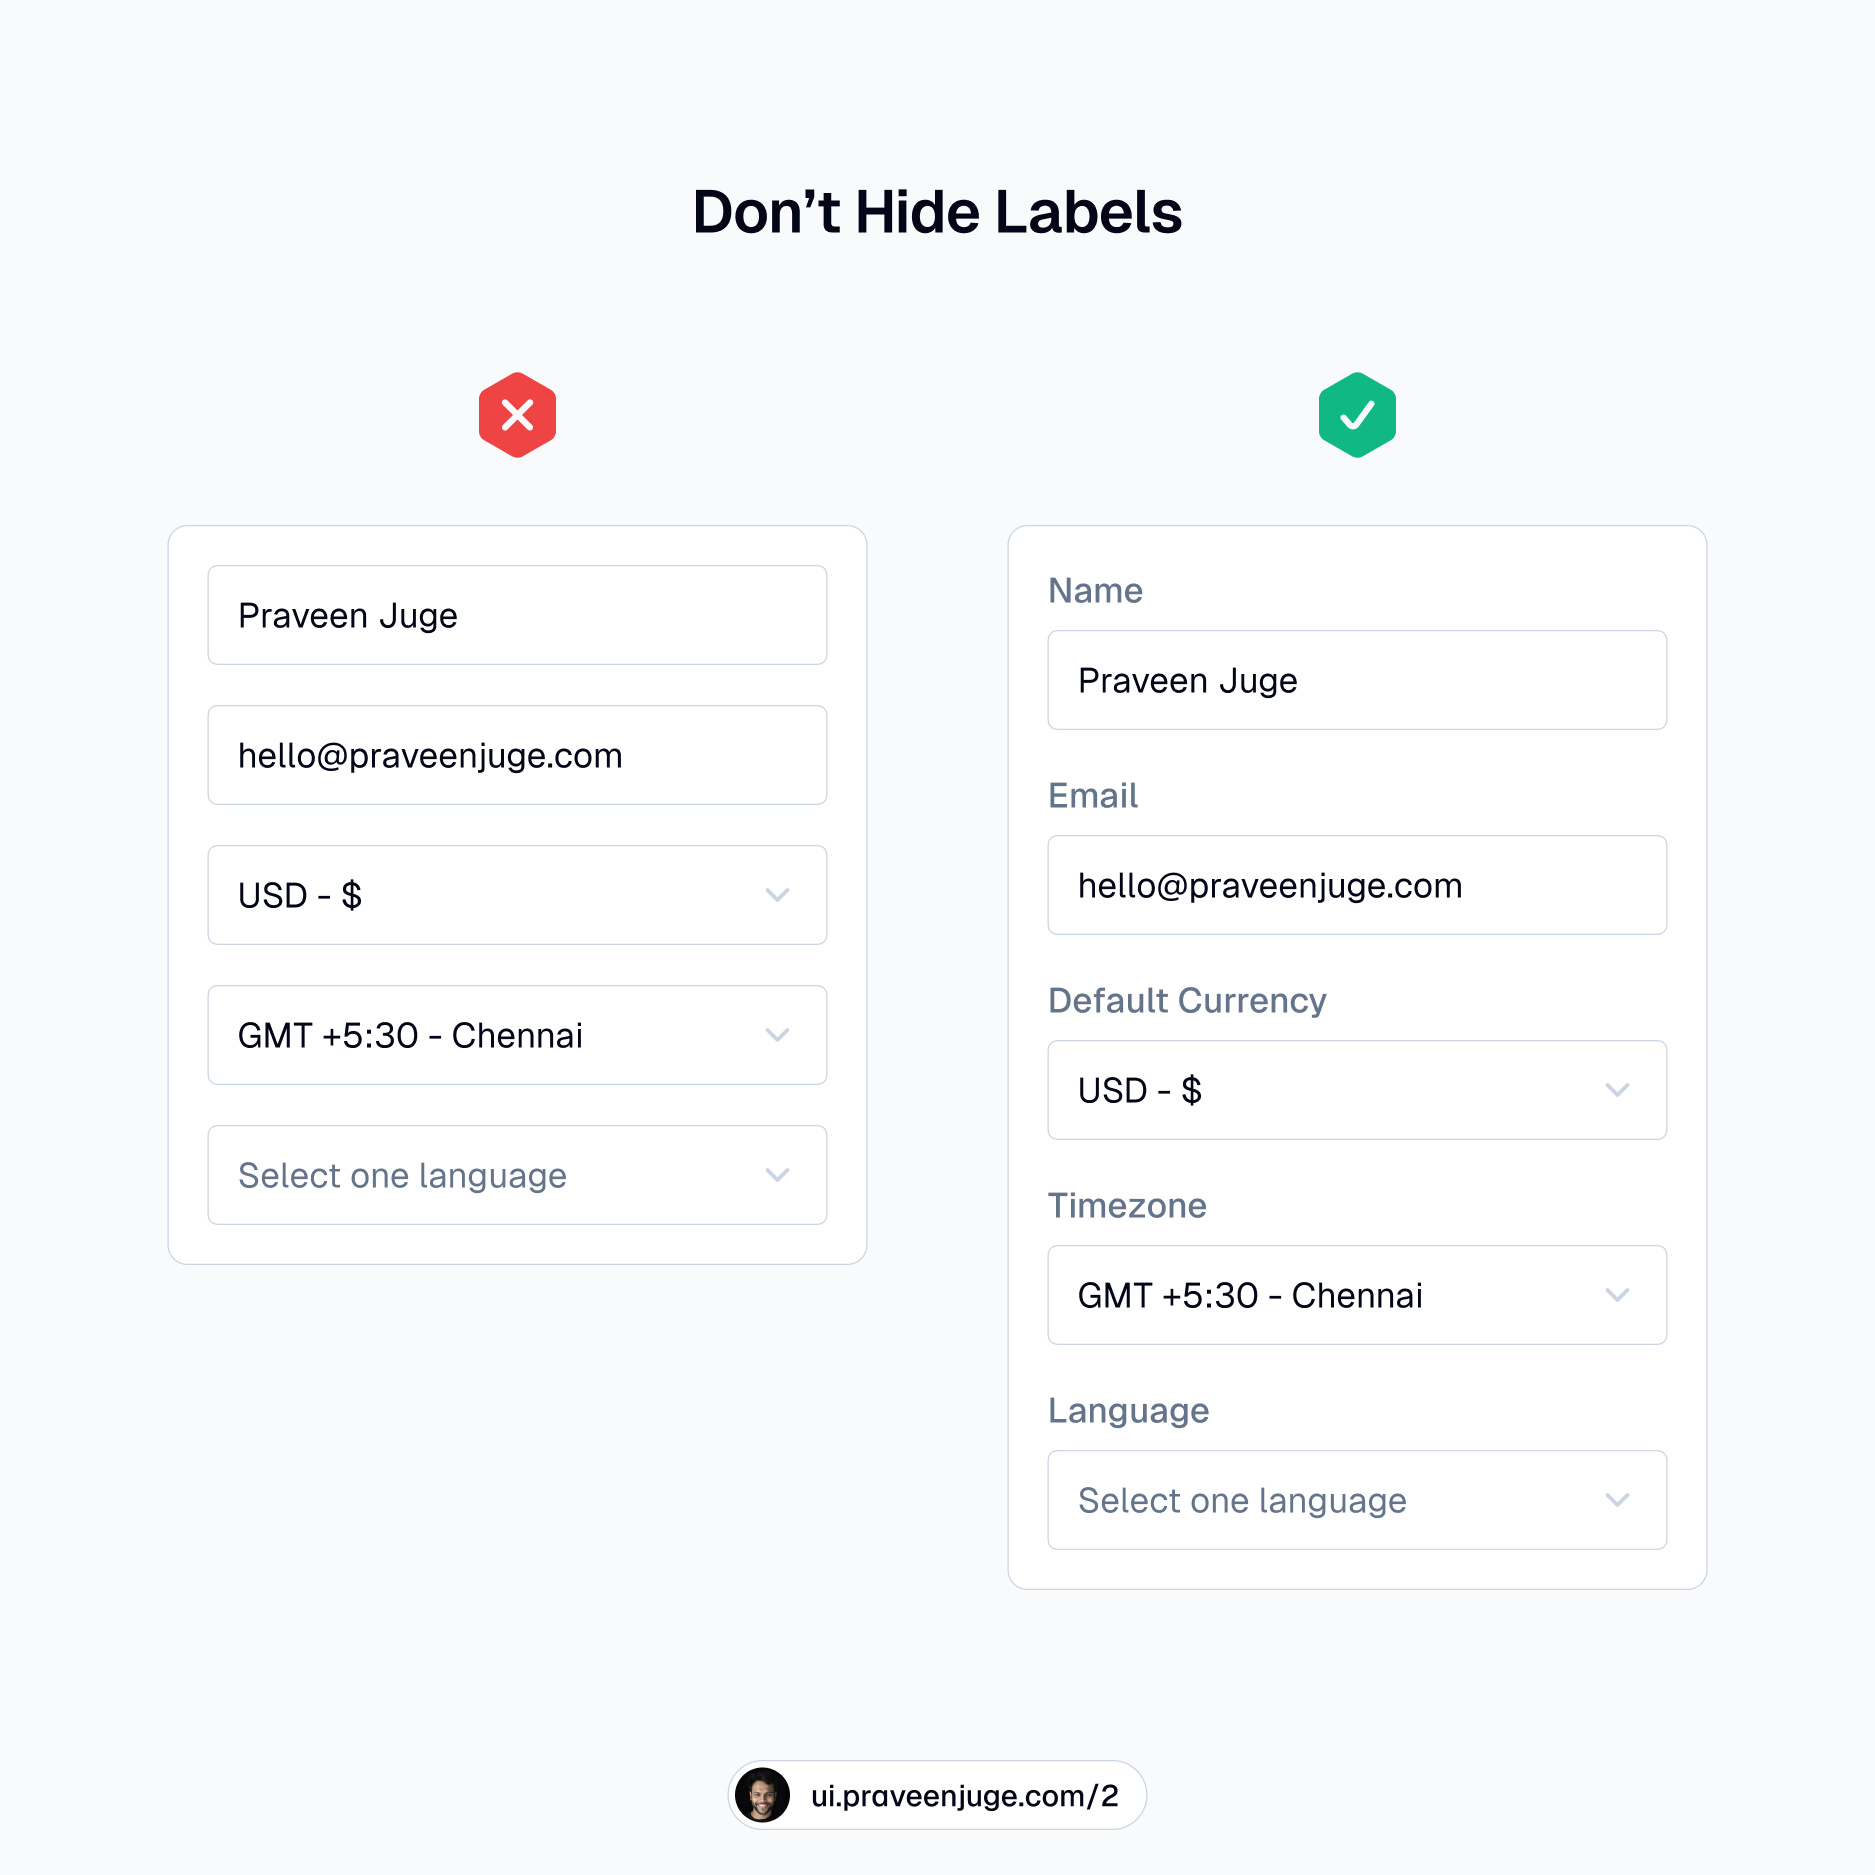 Don’t Hide Labels
Praveen Juge
hello@praveenjuge.com
USD - $
GMT +5:30 - Chennai
Select one language
Name
Praveen Juge
Email
hello@praveenjuge.com
Default Currency
USD - $
Timezone
GMT +5:30 - Chennai
Language
Select one language
ui.praveenjuge.com/2